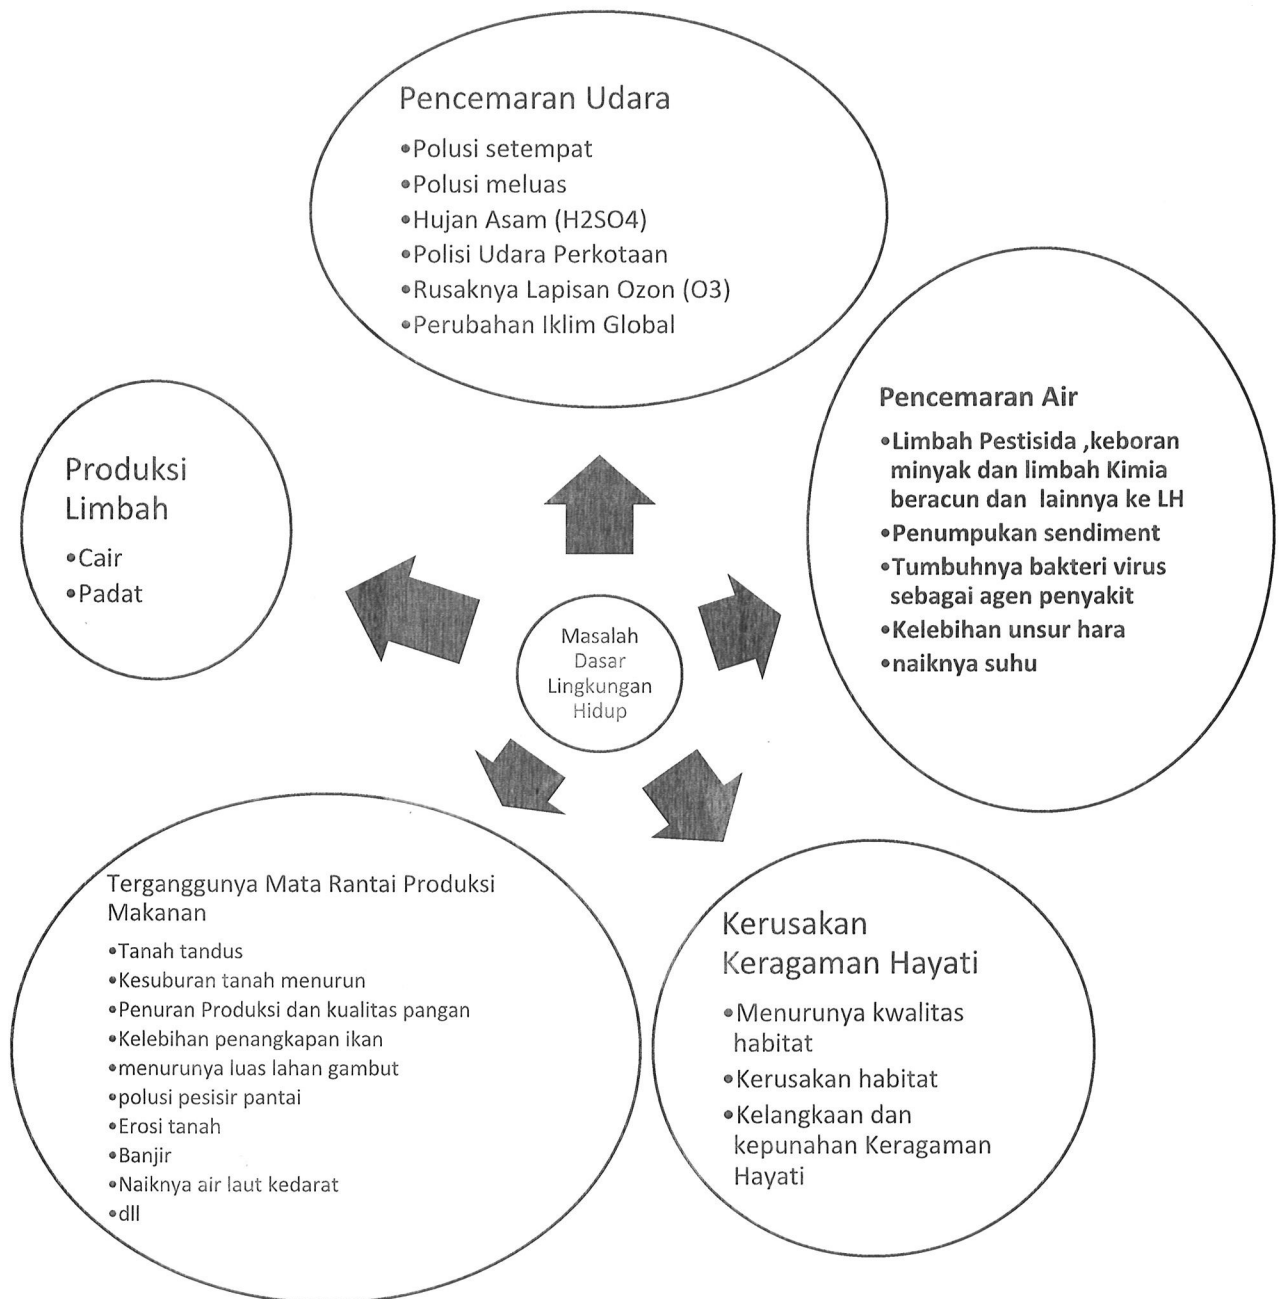 Pencemaran Udara
•Polusi setempat
•Polusi meluas
•Hujan Asam (H2SO4)
•Polisi Udara Perkotaan
•Rusaknya Lapisan Ozon (O3)
•Perubahan Iklim Global
Pencemaran Air
•Limbah Pestisida ,keboran
minyak dan limbah Kimia
beracun dan lainnya ke LH
•Penumpukan sendiment
•Tumbuhnya bakteri virus
sebagai agen penyakit
•Kelebihan unsur hara
•naiknya suhu
Kerusakan
Keragaman Hayati
•Menurunya kwalitas
habitat
•Kerusakan habitat
•Kelangkaan dan
kepunahan Keragaman
Hayati
Terganggunya Mata Rantai Produksi
Makanan
•Tanah tandus
•Kesuburan tanah menurun
•Penuran Produksi dan kualitas pangan
•Kelebihan penangkapan ikan
•menurunya luas lahan gambut
•polusi pesisir pantai
•Erosi tanah
•Banjir
•Naiknya air laut kedarat
•dll
Produksi
Limbah
•Cair
•Padat
Masalah
Dasar
Lingkungan
Hidup